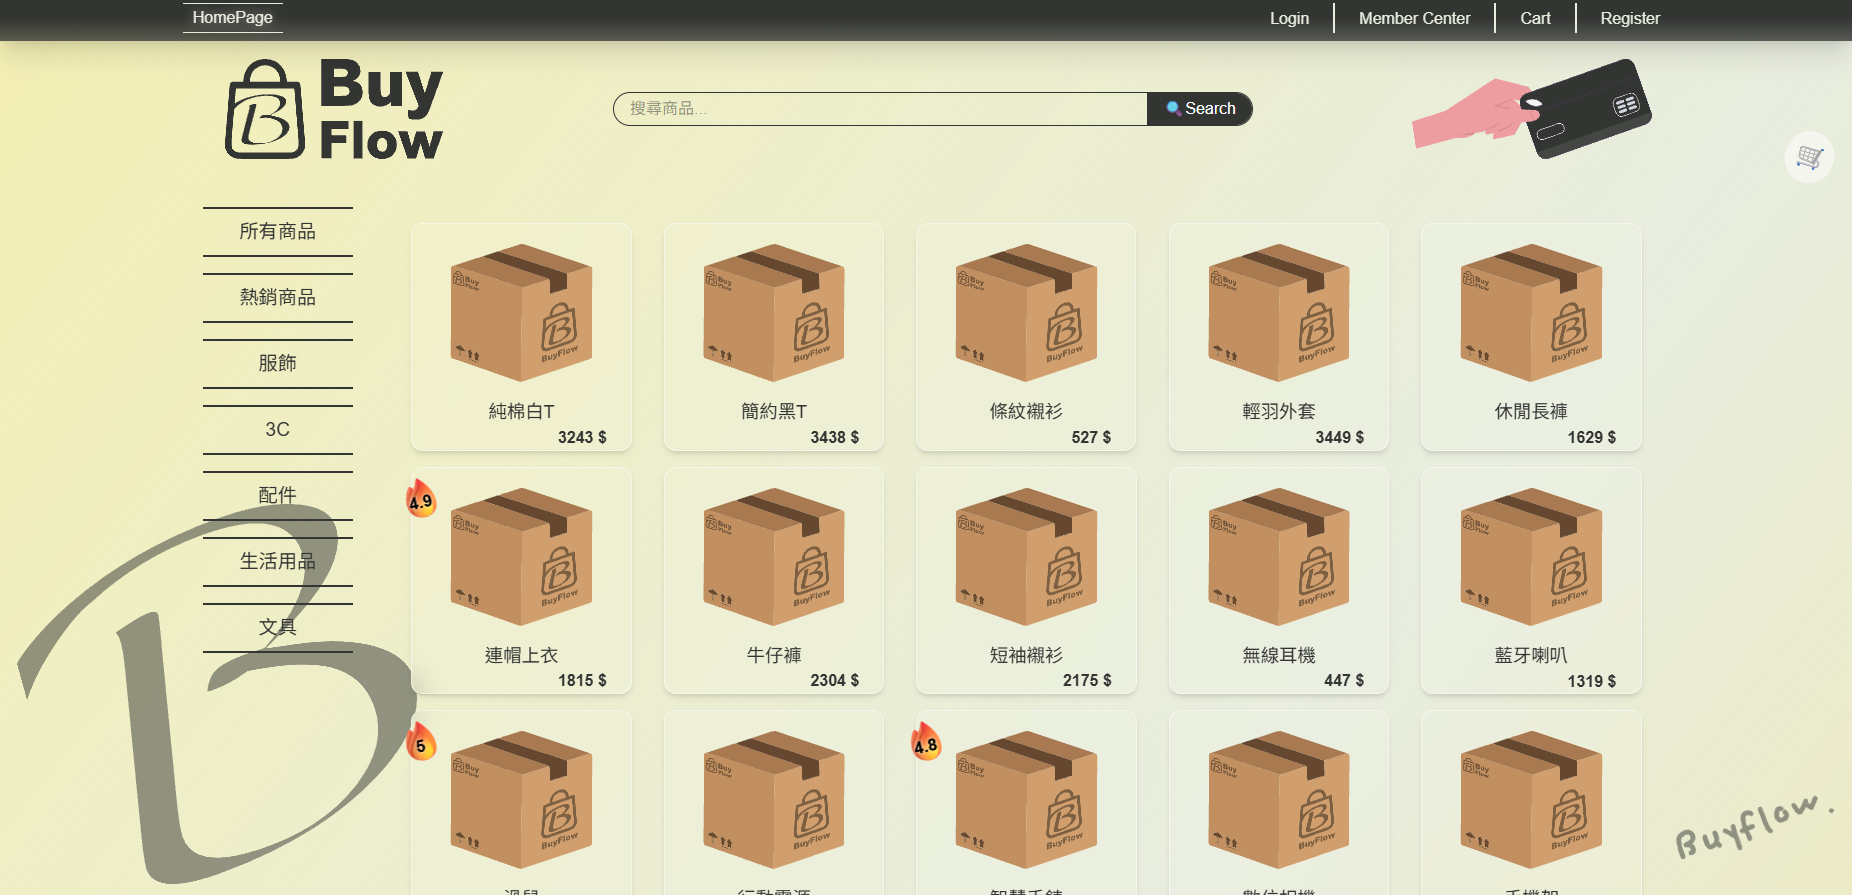 HomePage
Login
Member Center
Cart
Register
Buy
Flow
搜尋商品...
Search
所有商品
熱銷商品
服飾
3C
配件
生活用品
文具
純棉白T
3243 $
簡約黑T
3438 $
條紋襯衫
527 $
輕羽外套
3449 $
休閒長褲
1629 $
4.9
連帽上衣
1815 $
牛仔褲
2304 $
短袖襯衫
2175 $
無線耳機
447 $
藍牙喇叭
1319 $
5
4.8
BuyFlow
Buyflow.